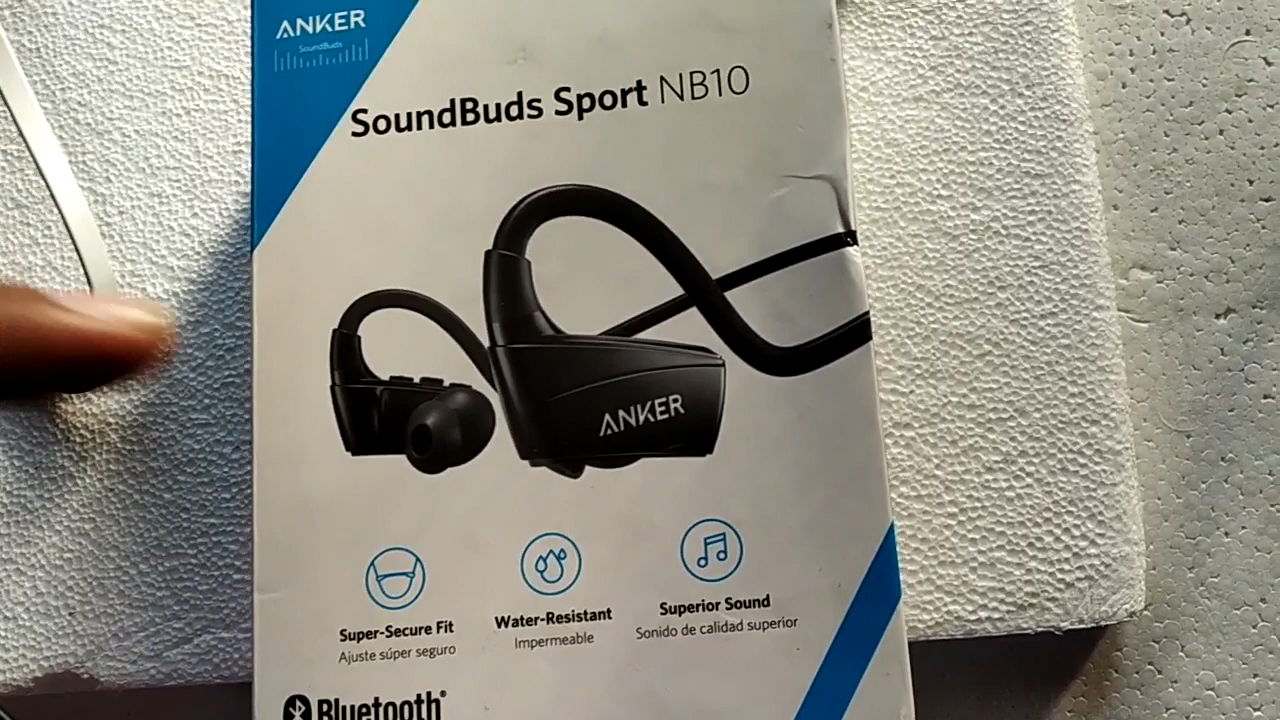 ANKER
SoundBuds
SoundBuds Sport NB10
ANKER
Super-Secure Fit
Ajuste súper seguro
Water-Resistant
Impermeable
Superior Sound
Sonido de calidad superior
Bluetooth®